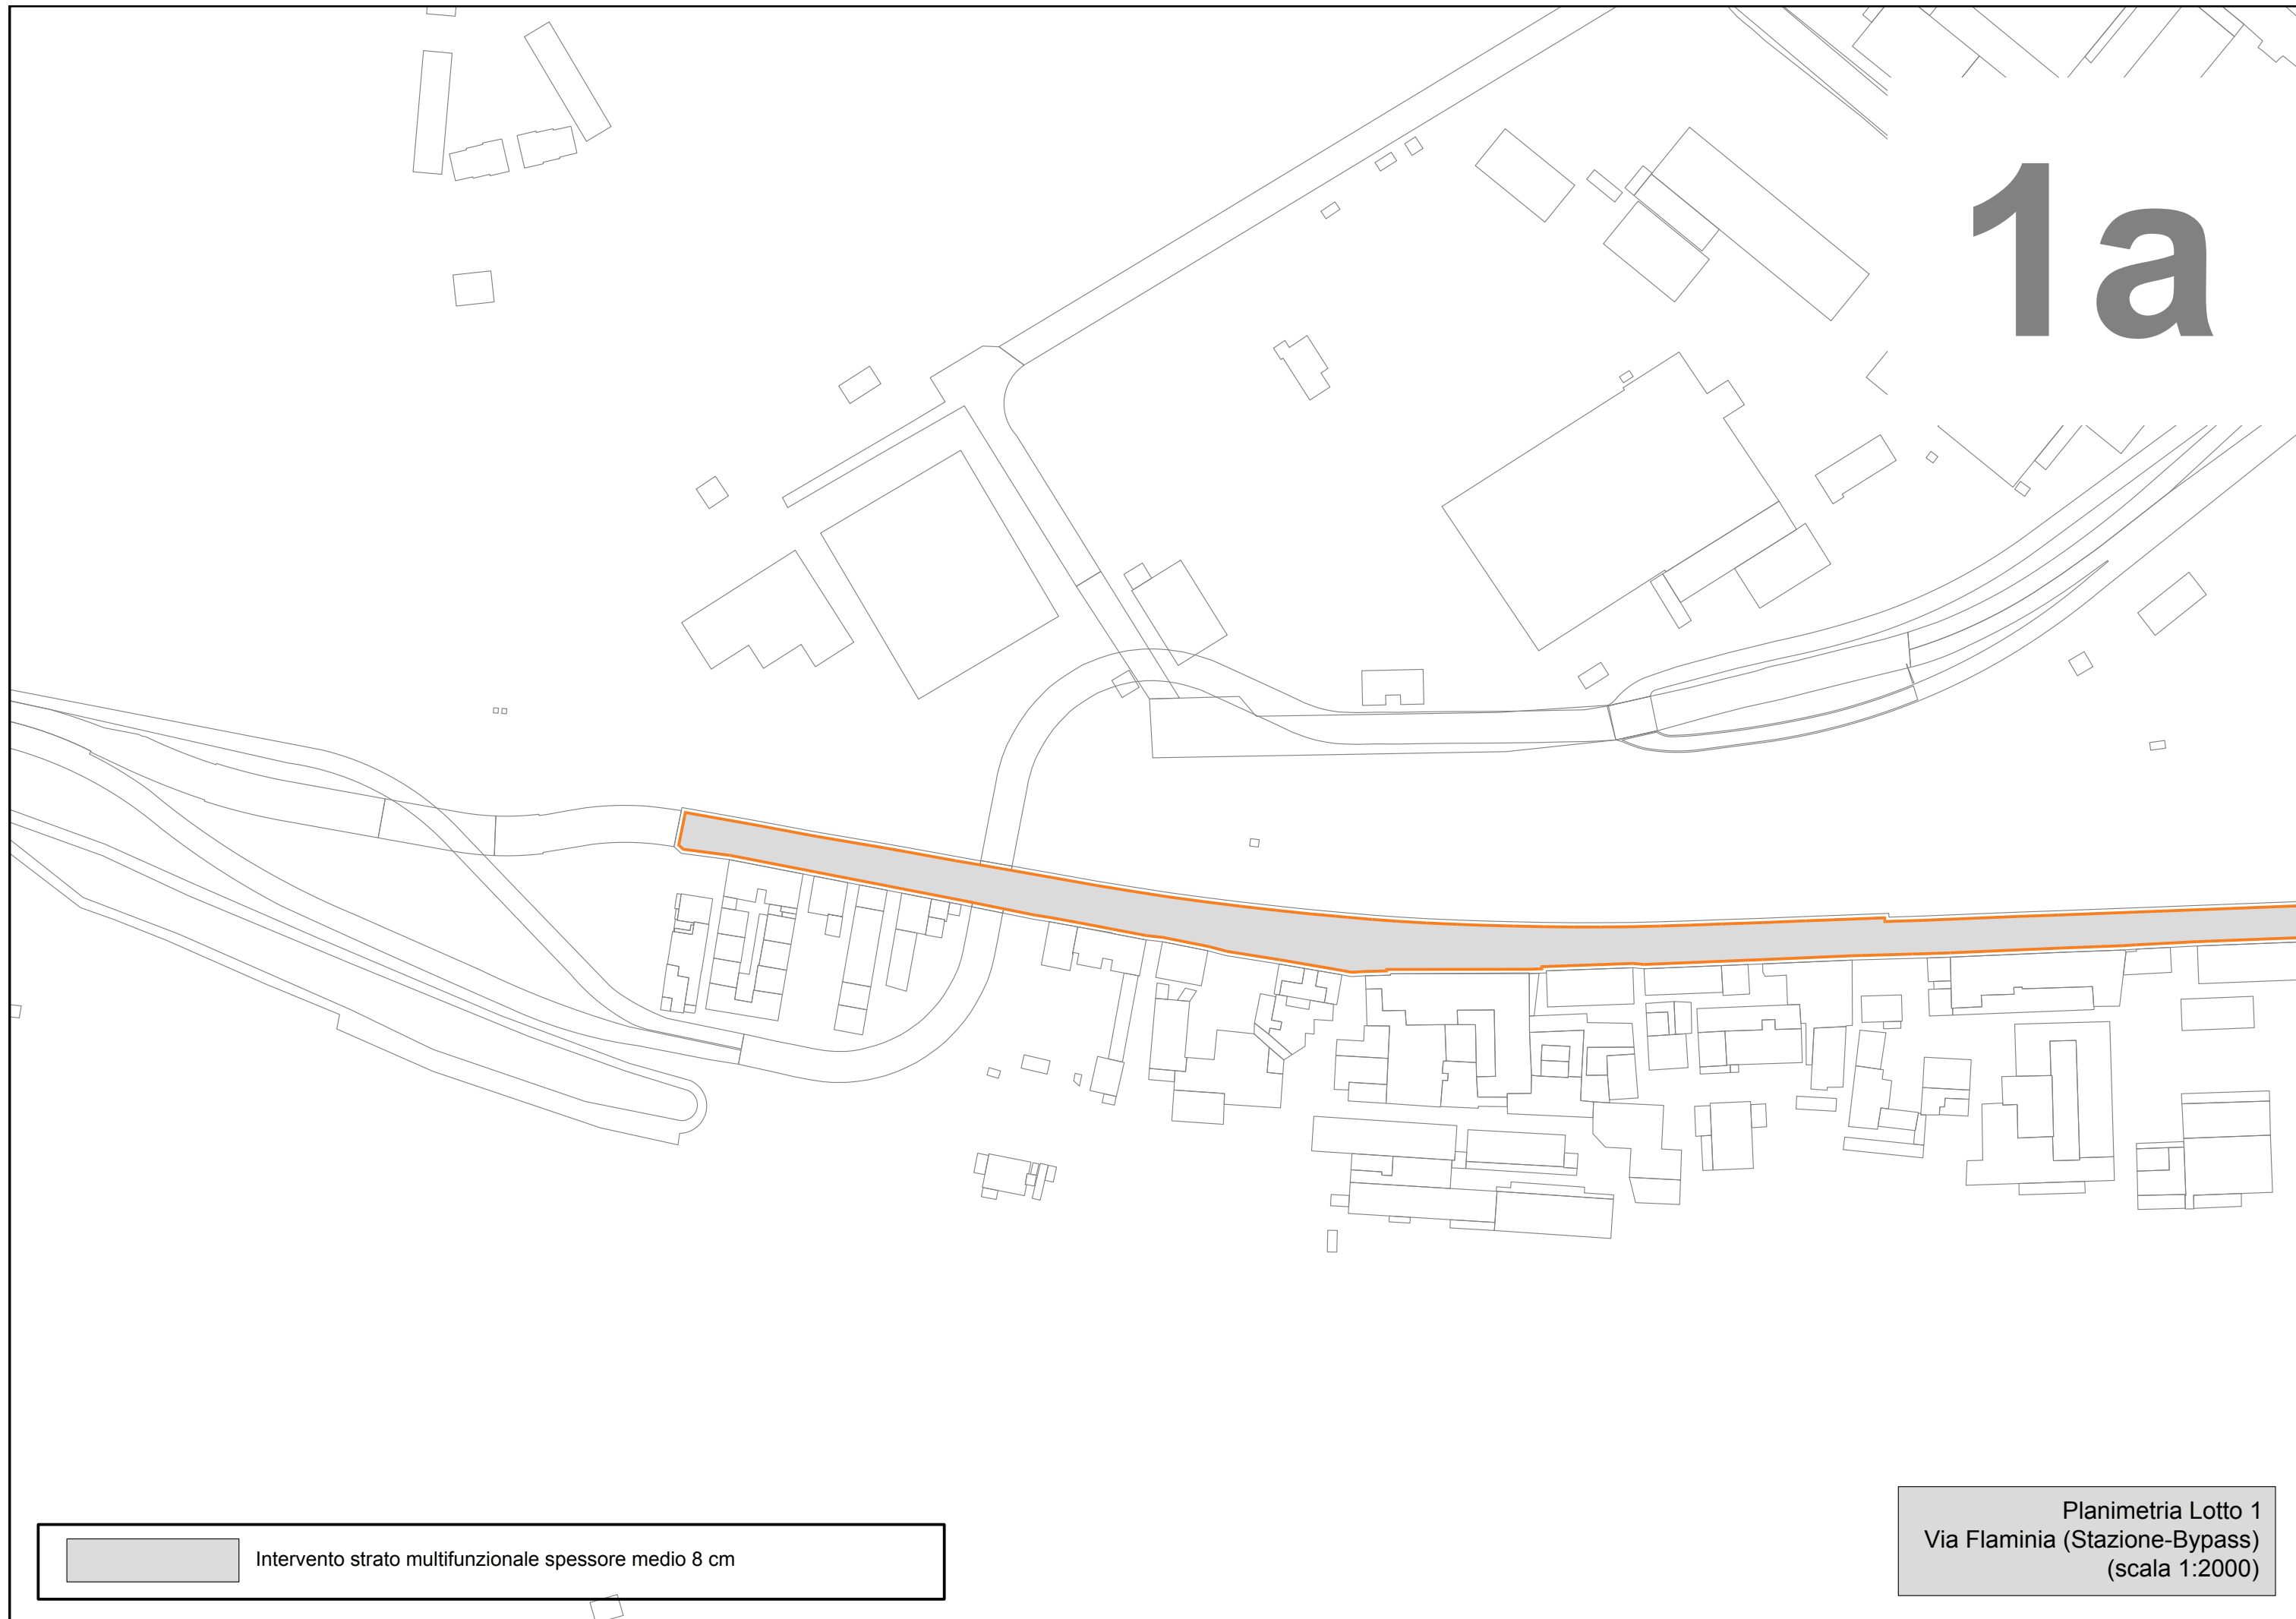 1a
Intervento strato multifunzionale spessore medio 8 cm
Planimetria Lotto 1
Via Flaminia (Stazione-Bypass)
(scala 1:2000)